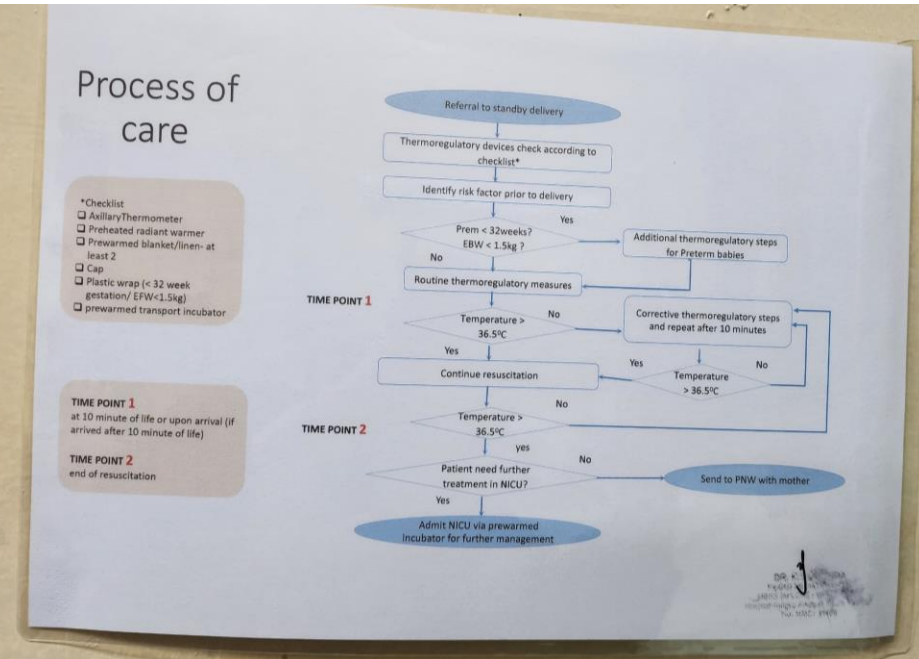 Process of
care
*Checklist
☐ AxillaryThermometer
☐ Preheated radiant warmer
☐ Prewarmed blanket/linen- at
least 2
☐ Cap
☐ Plastic wrap (< 32 week
gestation/ EFW<1.5kg)
☐ prewarmed transport incubator
TIME POINT 1
at 10 minute of life or upon arrival (if
arrived after 10 minute of life)
TIME POINT 2
end of resuscitation
Referral to standby delivery
Thermoregulatory devices check according to
checklist*
Identify risk factor prior to delivery
Prem < 32weeks?
EBW < 1.5kg ?
Yes
Additional thermoregulatory steps
for Preterm babies
No
Routine thermoregulatory measures
TIME POINT 1
Temperature >
36.5ºC
No
Corrective thermoregulatory steps
and repeat after 10 minutes
Yes
Continue resuscitation
Yes
Temperature
> 36.5ºC
No
TIME POINT 2
Temperature >
36.5ºC
No
yes
Patient need further
treatment in NICU?
No
Send to PNW with mother
Yes
Admit NICU via prewarmed
incubator for further management
DR.